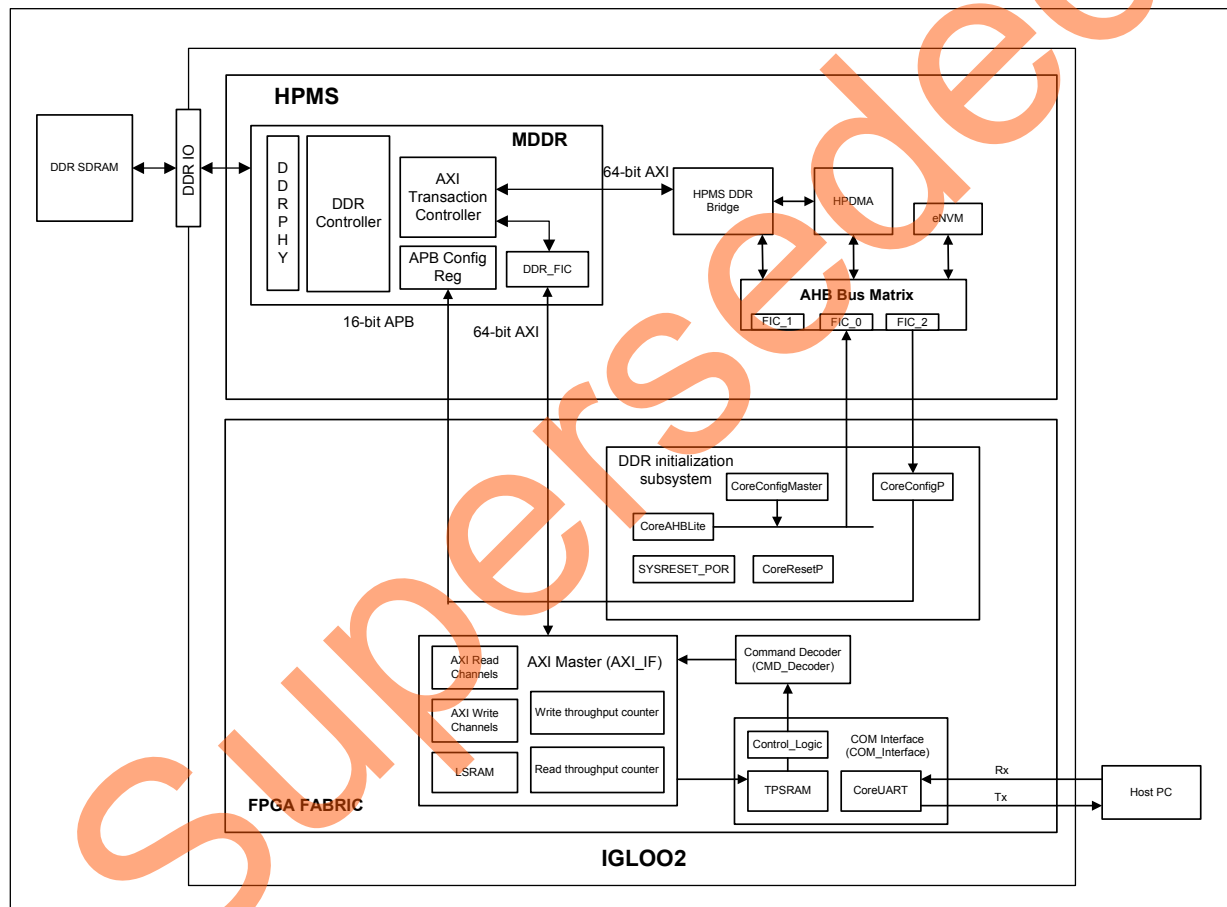 HPMS
MDDR
DDR SDRAM
DDR IO
D
D
R
P
H
Y
DDR
Controller
AXI
Transaction
Controller
APB Config
Reg
DDR_FIC
64-bit AXI
HPMS DDR
Bridge
HPDMA
eNVM
AHB Bus Matrix
FIC_1
FIC_0
FIC_2
16-bit APB
64-bit AXI
DDR initialization
subsystem
CoreConfigMaster
CoreConfigP
CoreAHBLite
SYSRESET_POR
CoreResetP
AXI Read
Channels
AXI Master (AXI_IF)
AXI Write
Channels
Write throughput counter
LSRAM
Read throughput counter
Command Decoder
(CMD_Decoder)
Control_Logic
COM Interface
(COM_Interface)
TPSRAM
CoreUART
Rx
Tx
Host PC
FPGA FABRIC
IGLOO2
Superseded